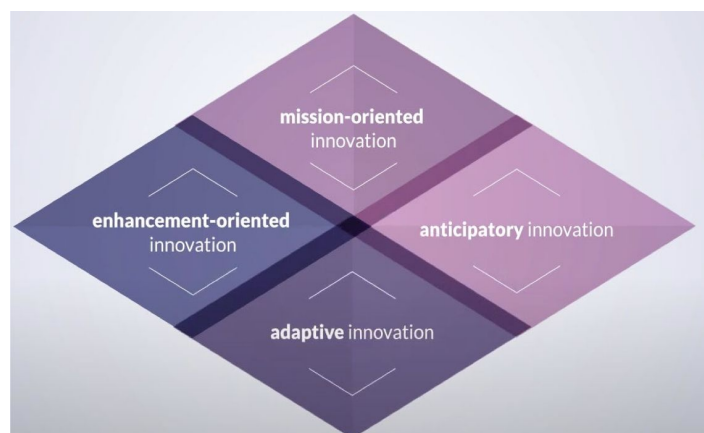 mission-oriented
innovation
enhancement-oriented
innovation
anticipatory innovation
adaptive innovation